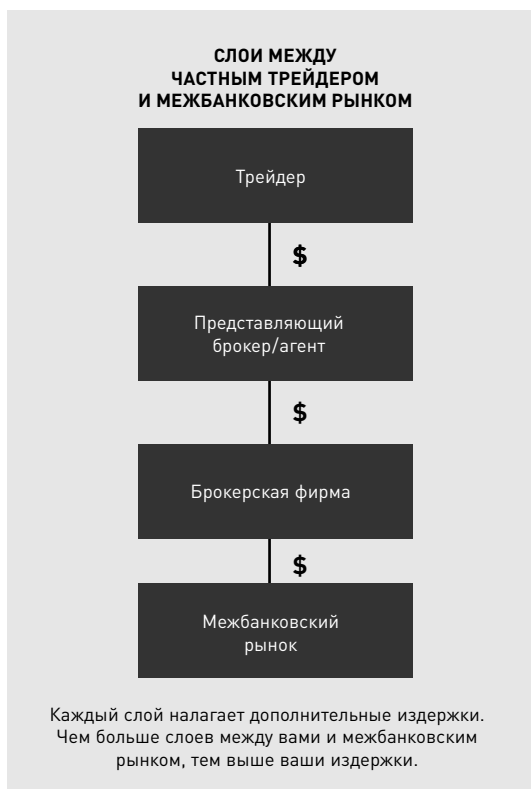 СЛОИ МЕЖДУ
ЧАСТНЫМ ТРЕЙДЕРОМ
И МЕЖБАНКОВСКИМ РЫНКОМ
Трейдер
$
Представляющий
брокер/агент
$
Брокерская фирма
$
Межбанковский
рынок
Каждый слой налагает дополнительные издержки.
Чем больше слоев между вами и межбанковским
рынком, тем выше ваши издержки.